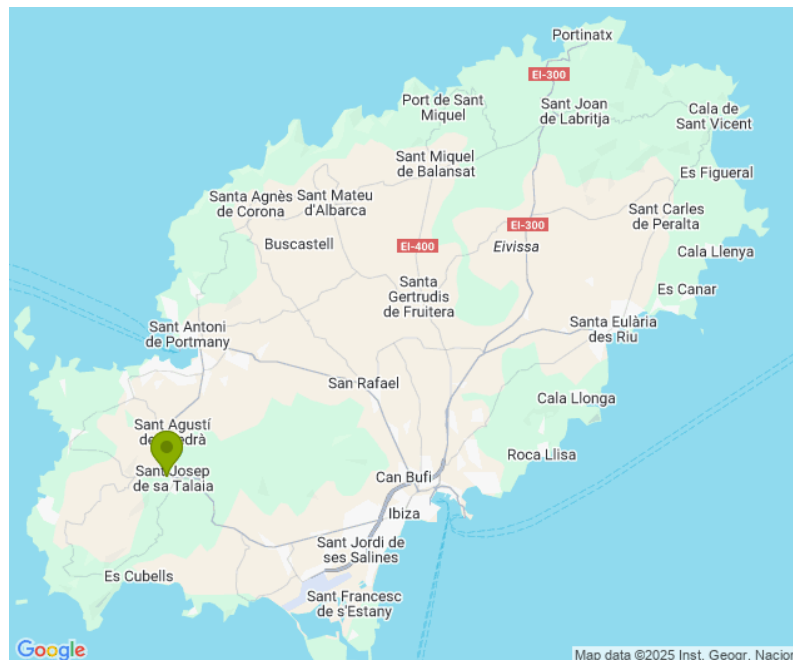 Portinatx
EI-300
Port de Sant
Miquel
Sant Joan
de Labritja
Cala de
Sant Vicent
Sant Miquel
de Balansat
Es Figueral
Santa Agnès
de Corona
Sant Mateu
d'Albarca
Sant Carles
de Peralta
EI-300
Buscastell
EI-400
Eivissa
Cala Llenya
Santa
Gertrudis
de Fruitera
Es Canar
Sant Antoni
de Portmany
Santa Eulària
des Riu
San Rafael
Cala Llonga
Sant Agustí
Roca Llisa
Sant Josep
de sa Talaia
Can Bufi
Ibiza
Sant Jordi de
ses Salines
Es Cubells
Sant Francesc
de s'Estany
Google
Map data ©2025 Inst. Geogr. Nacior